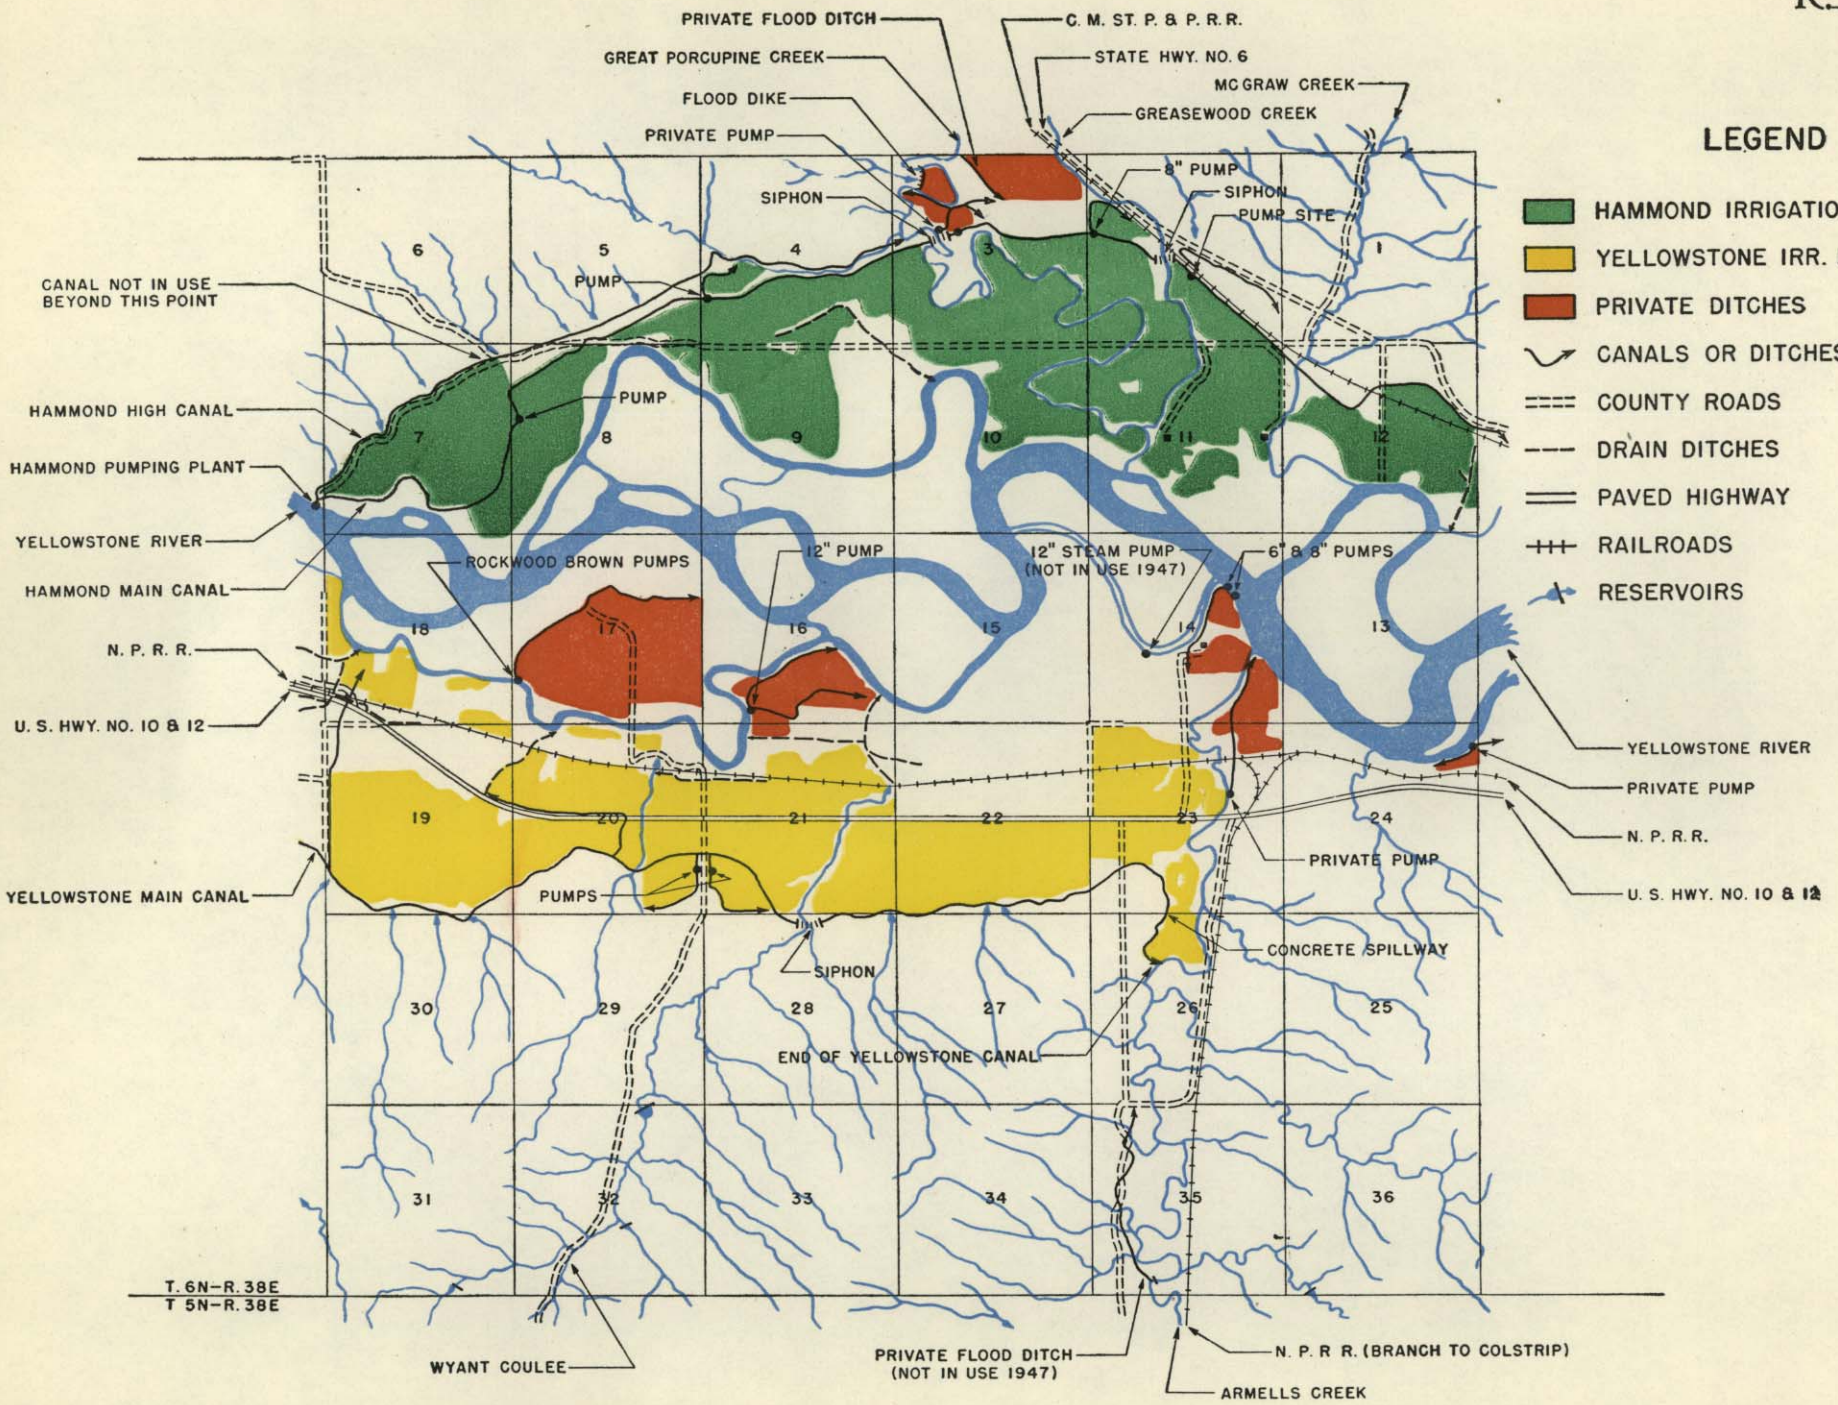 PRIVATE FLOOD DITCH
C. M. ST. P. & P. R. R.
GREAT PORCUPINE CREEK
STATE HWY. NO. 6
MC GRAW CREEK
FLOOD DIKE
GREASEWOOD CREEK
PRIVATE PUMP
LEGEND
8" PUMP
SIPHON
SIPHON
PUMP SITE
HAMMOND IRRIGATIO
YELLOWSTONE IRR.
PRIVATE DITCHES
CANALS OR DITCHES
COUNTY ROADS
DRAIN DITCHES
PAVED HIGHWAY
RAILROADS
RESERVOIRS
6
5
4
3
1
PUMP
CANAL NOT IN USE
BEYOND THIS POINT
PUMP
HAMMOND HIGH CANAL
7
8
9
10
11
12
HAMMOND PUMPING PLANT
YELLOWSTONE RIVER
ROCKWOOD BROWN PUMPS
12" PUMP
12" STEAM PUMP
(NOT IN USE 1947)
6" & 8" PUMPS
HAMMOND MAIN CANAL
18
17
16
15
14
13
N. P. R. R.
U. S. HWY. NO. 10 & 12
YELLOWSTONE RIVER
PRIVATE PUMP
19
20
21
22
23
24
N. P. R. R.
PRIVATE PUMP
YELLOWSTONE MAIN CANAL
PUMPS
U. S. HWY. NO. 10 & 12
CONCRETE SPILLWAY
SIPHON
30
29
28
27
26
25
END OF YELLOWSTONE CANAL
31
32
33
34
35
36
T. 6N-R. 38E
T 5N-R. 38E
WYANT COULEE
PRIVATE FLOOD DITCH
(NOT IN USE 1947)
N. P. R R. (BRANCH TO COLSTRIP)
ARMELLS CREEK